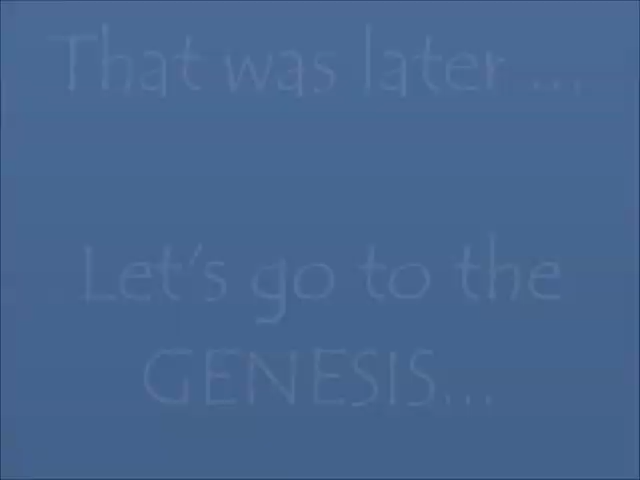 That was later ...
Let's go to the
GENESIS...